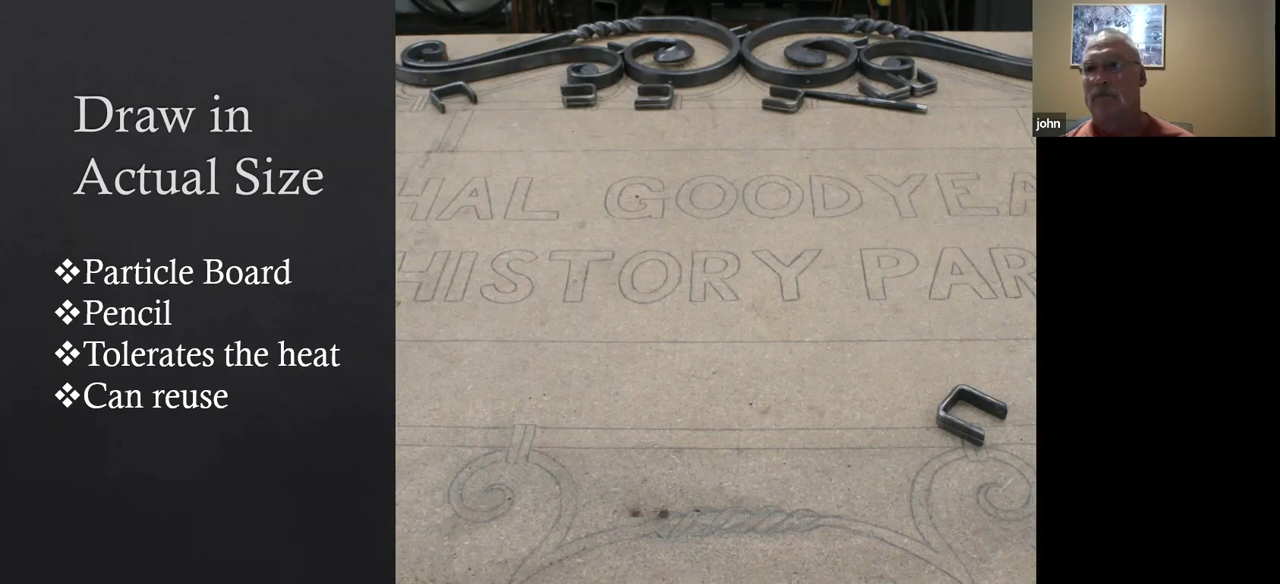 Draw in
Actual Size
❖Particle Board
❖Pencil
❖Tolerates the heat
❖Can reuse
HAL GOODYEA
HISTORY PAR
john